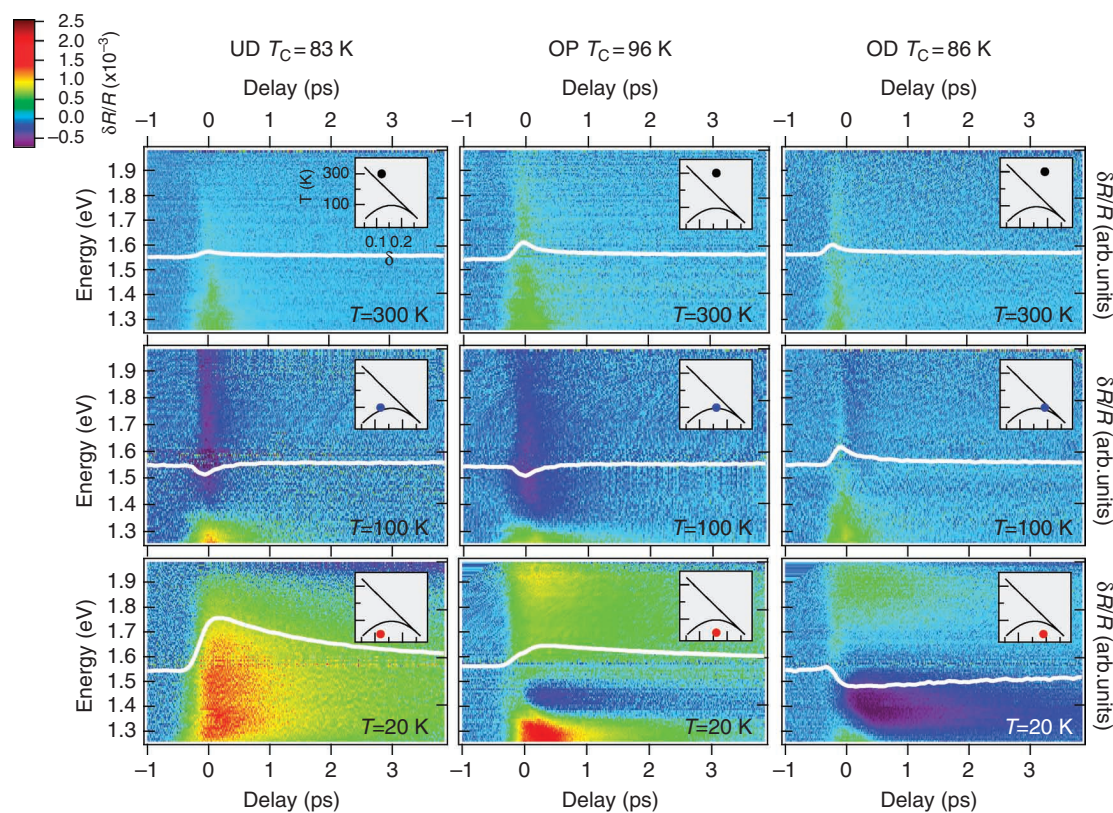 2.5
2.0
1.5
1.0
0.5
0.0
−0.5
δR/R (x10⁻³)
UD T_C = 83 K
OP T_C = 96 K
OD T_C = 86 K
Delay (ps)
Delay (ps)
Delay (ps)
−1 0 1 2 3
−1 0 1 2 3
−1 0 1 2 3
Energy (eV)
1.9
1.8
1.7
1.6
1.5
1.4
1.3
T (K)
300
100
0.1 0.2
δ
T=300 K
T=300 K
T=300 K
δR/R (arb.units)
Energy (eV)
1.9
1.8
1.7
1.6
1.5
1.4
1.3
T=100 K
T=100 K
T=100 K
δR/R (arb.units)
Energy (eV)
1.9
1.8
1.7
1.6
1.5
1.4
1.3
T=20 K
T=20 K
T=20 K
δR/R (arb.units)
−1 0 1 2 3
−1 0 1 2 3
−1 0 1 2 3
Delay (ps)
Delay (ps)
Delay (ps)